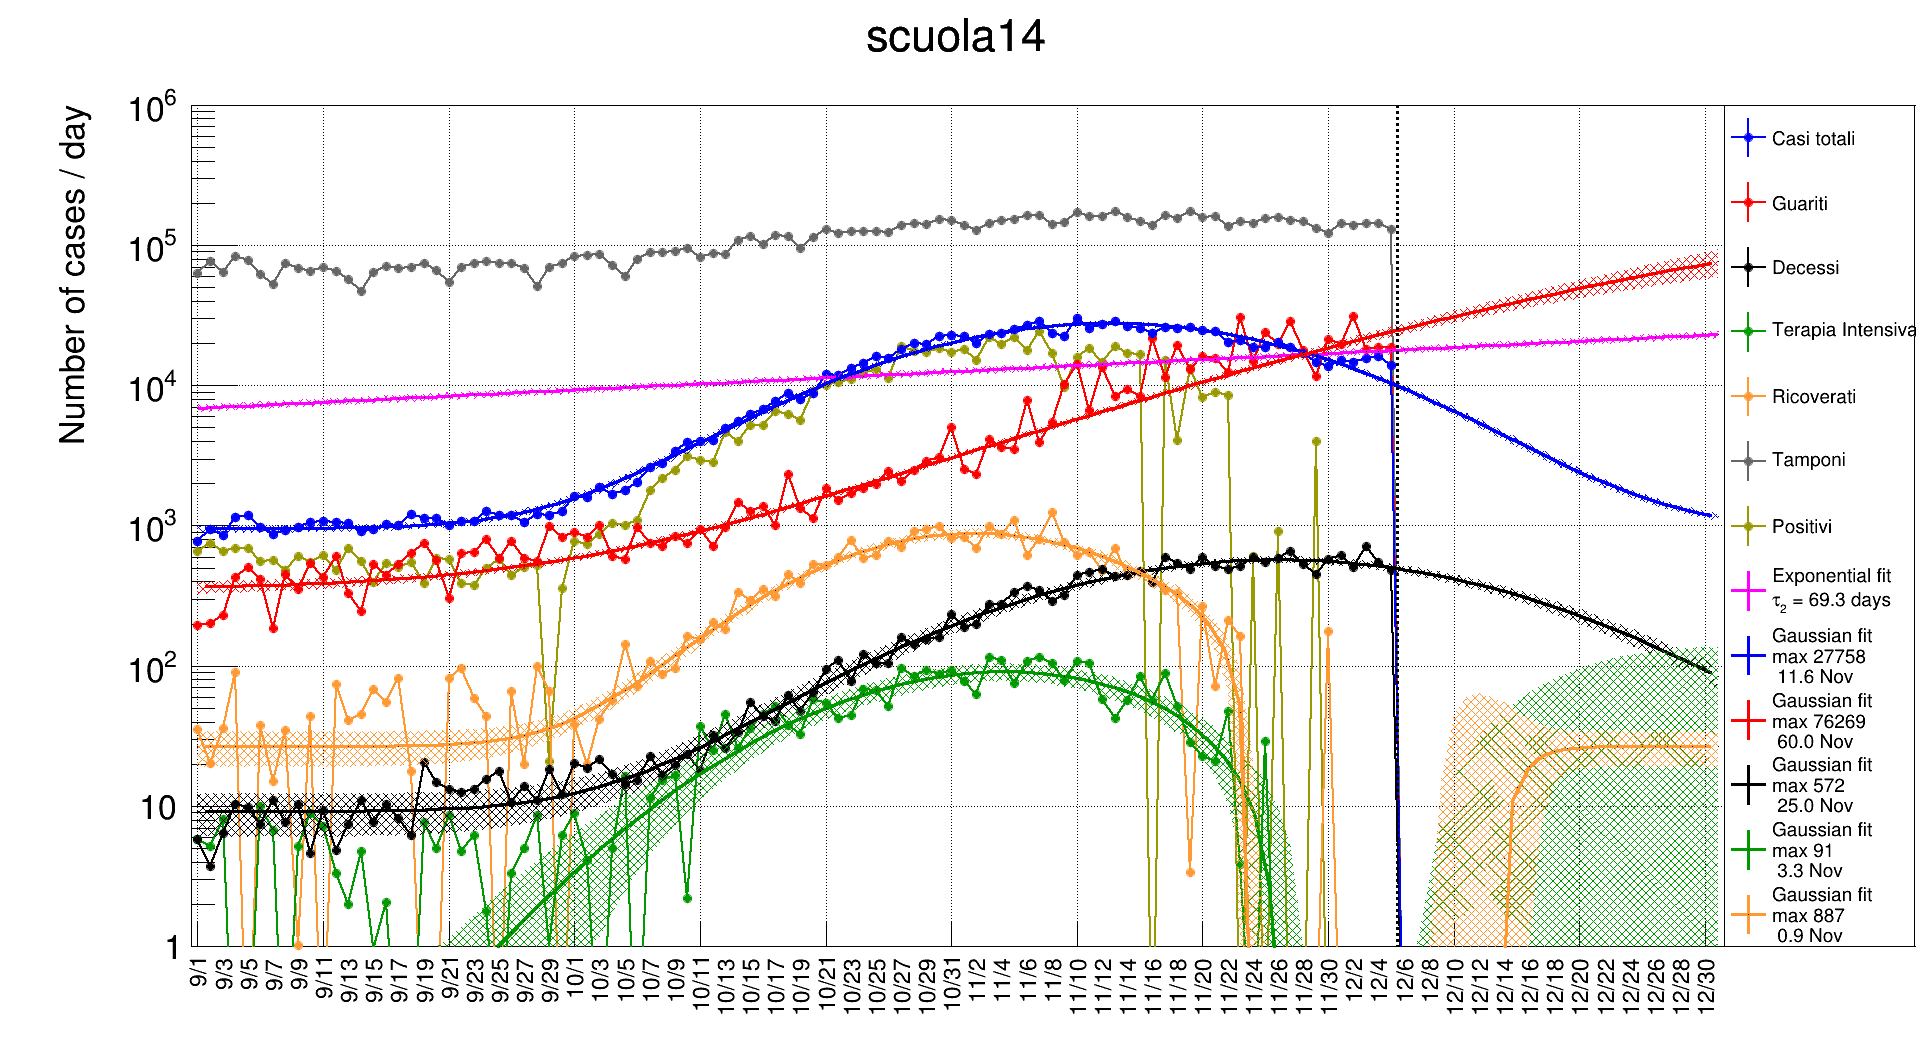 scuola14
Number of cases / day
10^6
10^5
10^4
10^3
10^2
10
1
9/1
9/3
9/5
9/7
9/9
9/11
9/13
9/15
9/17
9/19
9/21
9/23
9/25
9/27
9/29
10/1
10/3
10/5
10/7
10/9
10/11
10/13
10/15
10/17
10/19
10/21
10/23
10/25
10/27
10/29
10/31
11/2
11/4
11/6
11/8
11/10
11/12
11/14
11/16
11/18
11/20
11/22
11/24
11/26
11/28
11/30
12/2
12/4
12/6
12/8
12/10
12/12
12/14
12/16
12/18
12/20
12/22
12/24
12/26
12/28
12/30
Casi totali
Guariti
Decessi
Terapia Intensiva
Ricoverati
Tamponi
Positivi
Exponential fit
τ_2 = 69.3 days
Gaussian fit
max 27758
11.6 Nov
Gaussian fit
max 76269
60.0 Nov
Gaussian fit
max 572
25.0 Nov
Gaussian fit
max 91
3.3 Nov
Gaussian fit
max 887
0.9 Nov